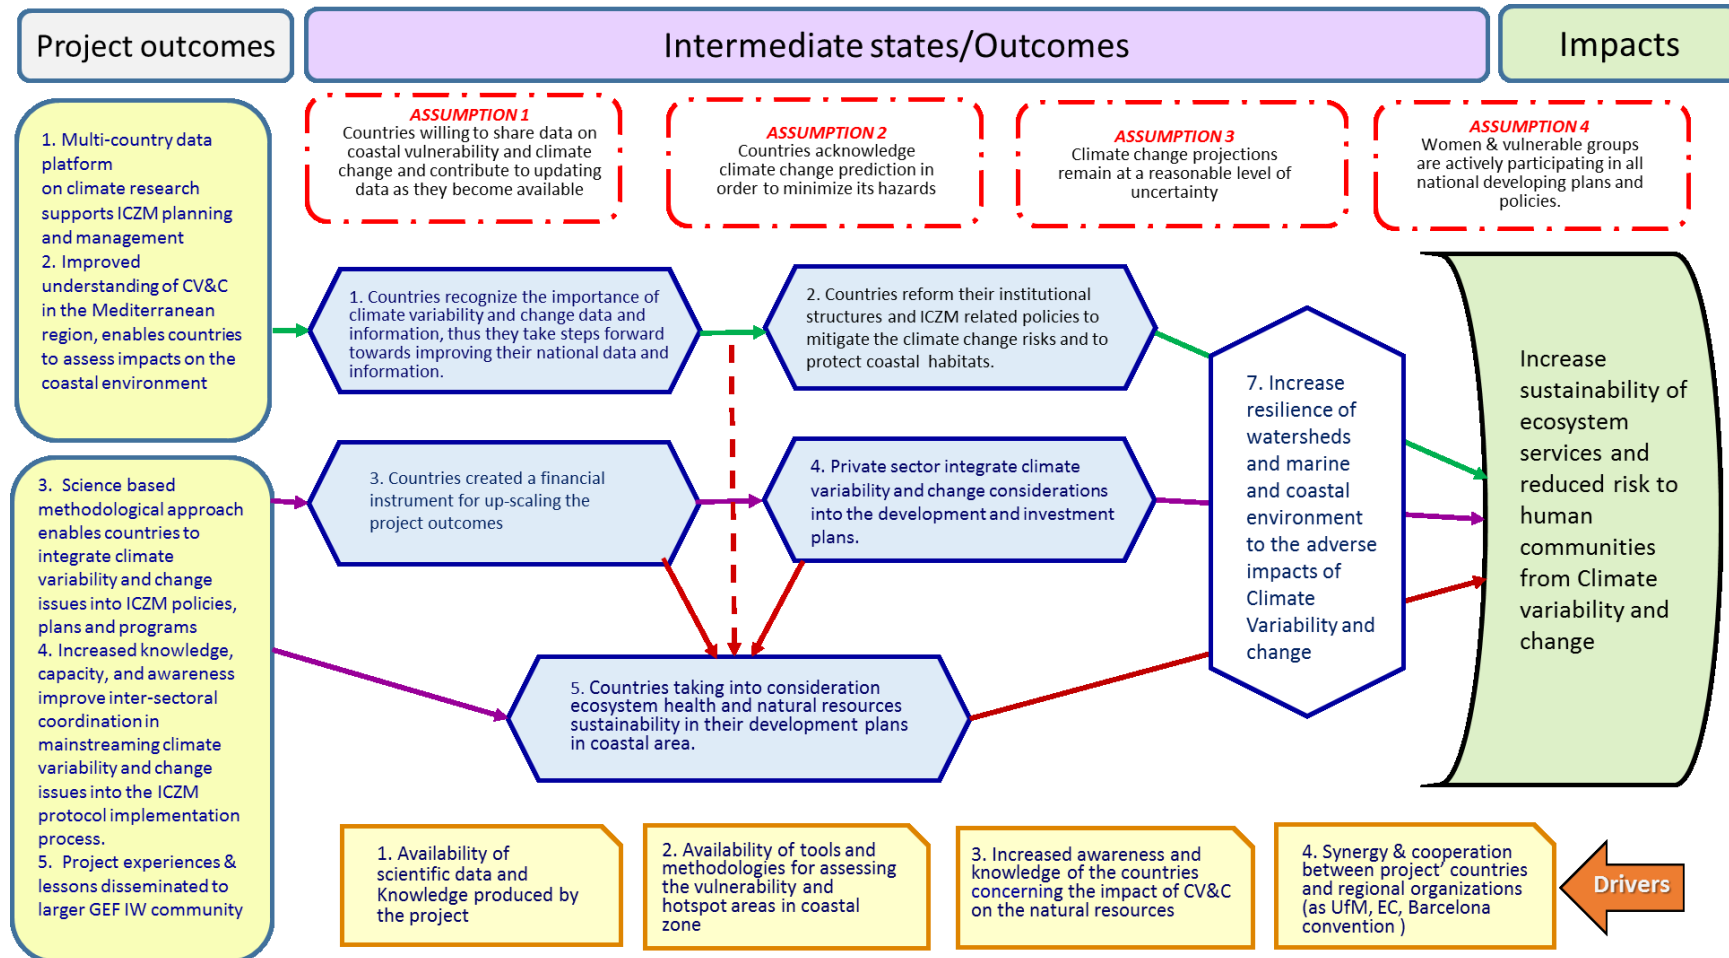 Project outcomes
Intermediate states/Outcomes
Impacts
1. Multi-country data
platform
on climate research
supports ICZM planning
and management
2. Improved
understanding of CV&C
in the Mediterranean
region, enables countries
to assess impacts on the
coastal environment
3. Science based
methodological approach
enables countries to
integrate climate
variability and change
issues into ICZM policies,
plans and programs
4. Increased knowledge,
capacity, and awareness
improve inter-sectoral
coordination in
mainstreaming climate
variability and change
issues into the ICZM
protocol implementation
process.
5. Project experiences &
lessons disseminated to
larger GEF IW community
ASSUMPTION 1
Countries willing to share data on
coastal vulnerability and climate
change and contribute to updating
data as they become available
ASSUMPTION 2
Countries acknowledge
climate change prediction in
order to minimize its hazards
ASSUMPTION 3
Climate change projections
remain at a reasonable level of
uncertainty
ASSUMPTION 4
Women & vulnerable groups
are actively participating in all
national developing plans and
policies.
1. Countries recognize the importance of
climate variability and change data and
information, thus they take steps forward
towards improving their national data and
information.
2. Countries reform their institutional
structures and ICZM related policies to
mitigate the climate change risks and to
protect coastal habitats.
3. Countries created a financial
instrument for up-scaling the
project outcomes
4. Private sector integrate climate
variability and change considerations
into the development and investment
plans.
5. Countries taking into consideration
ecosystem health and natural resources
sustainability in their development plans
in coastal area.
7. Increase
resilience of
watersheds
and marine
and coastal
environment
to the adverse
impacts of
Climate
Variability and
change
Increase
sustainability of
ecosystem
services and
reduced risk to
human
communities
from Climate
variability and
change
1. Availability of
scientific data and
Knowledge produced by
the project
2. Availability of tools and
methodologies for assessing
the vulnerability and
hotspot areas in coastal
zone
3. Increased awareness and
knowledge of the countries
concerning the impact of CV&C
on the natural resources
4. Synergy & cooperation
between project' countries
and regional organizations
(as UfM, EC, Barcelona
convention )
Drivers